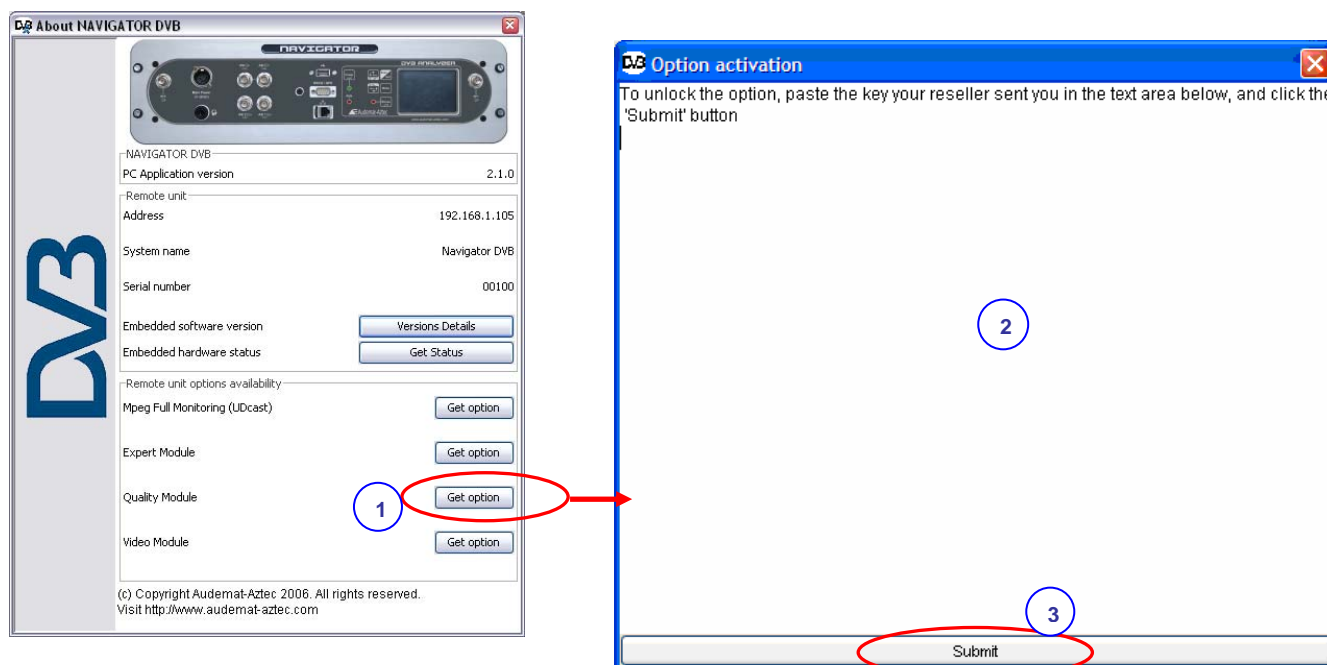 About NAVIGATOR DVB
NAVIGATOR
DVB ANALYSER
Audemat-Aztec
NAVIGATOR DVB
PC Application version 2.1.0
Remote unit
Address 192.168.1.105
System name Navigator DVB
Serial number 00100
Embedded software version Versions Details
Embedded hardware status Get Status
Remote unit options availability
Mpeg Full Monitoring (UDcast) Get option
Expert Module Get option
Quality Module 1 Get option
Video Module Get option
(c) Copyright Audemat-Aztec 2006. All rights reserved.
Visit http://www.audemat-aztec.com
DVB
DVB Option activation
To unlock the option, paste the key your reseller sent you in the text area below, and click the
'Submit' button
2
3
Submit